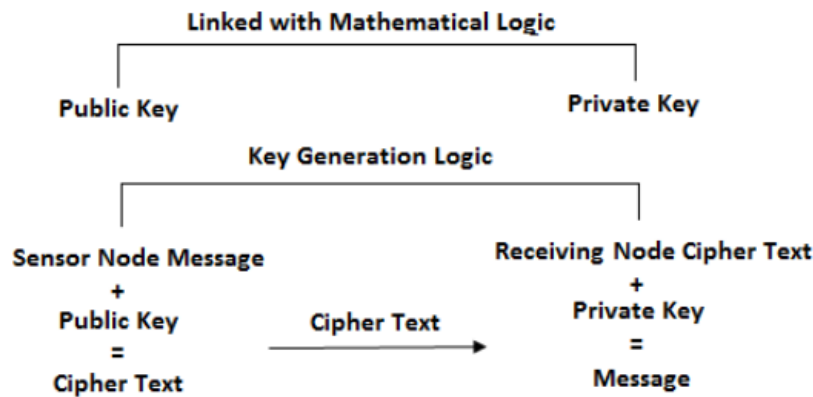 Linked with Mathematical Logic
Public Key
Private Key
Key Generation Logic
Sensor Node Message
+
Public Key
=
Cipher Text
Cipher Text
Receiving Node Cipher Text
+
Private Key
=
Message